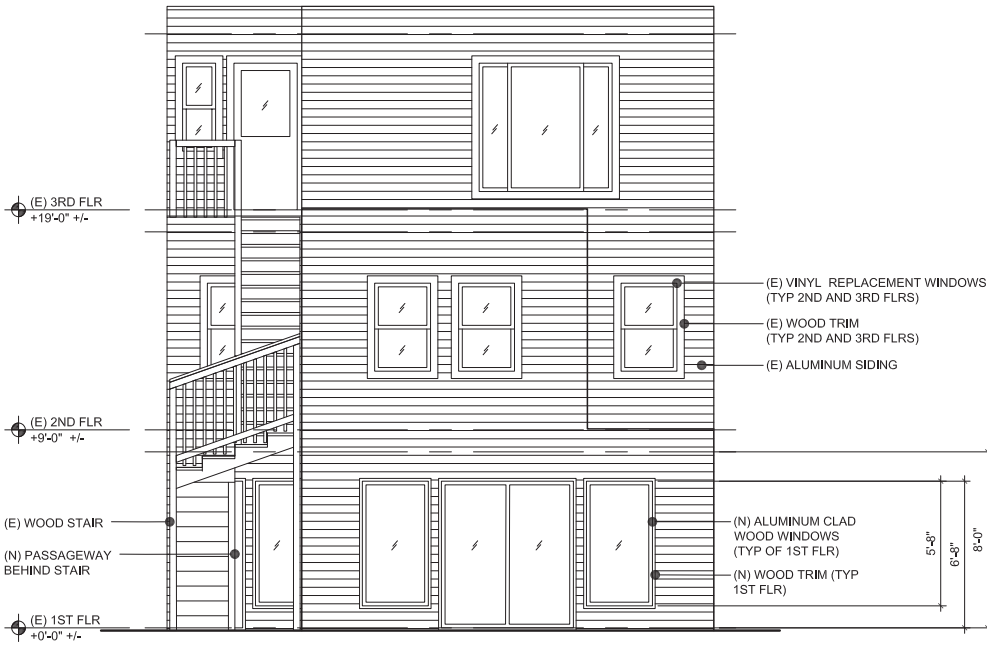 (E) 3RD FLR
+19'-0" +/-
(E) VINYL REPLACEMENT WINDOWS
(TYP 2ND AND 3RD FLRS)
(E) WOOD TRIM
(TYP 2ND AND 3RD FLRS)
(E) ALUMINUM SIDING
(E) 2ND FLR
+9'-0" +/-
(E) WOOD STAIR
(N) PASSAGEWAY
BEHIND STAIR
(N) ALUMINUM CLAD
WOOD WINDOWS
(TYP OF 1ST FLR)
(N) WOOD TRIM (TYP
1ST FLR)
5'-8"
6'-8"
8'-0"
(E) 1ST FLR
+0'-0" +/-